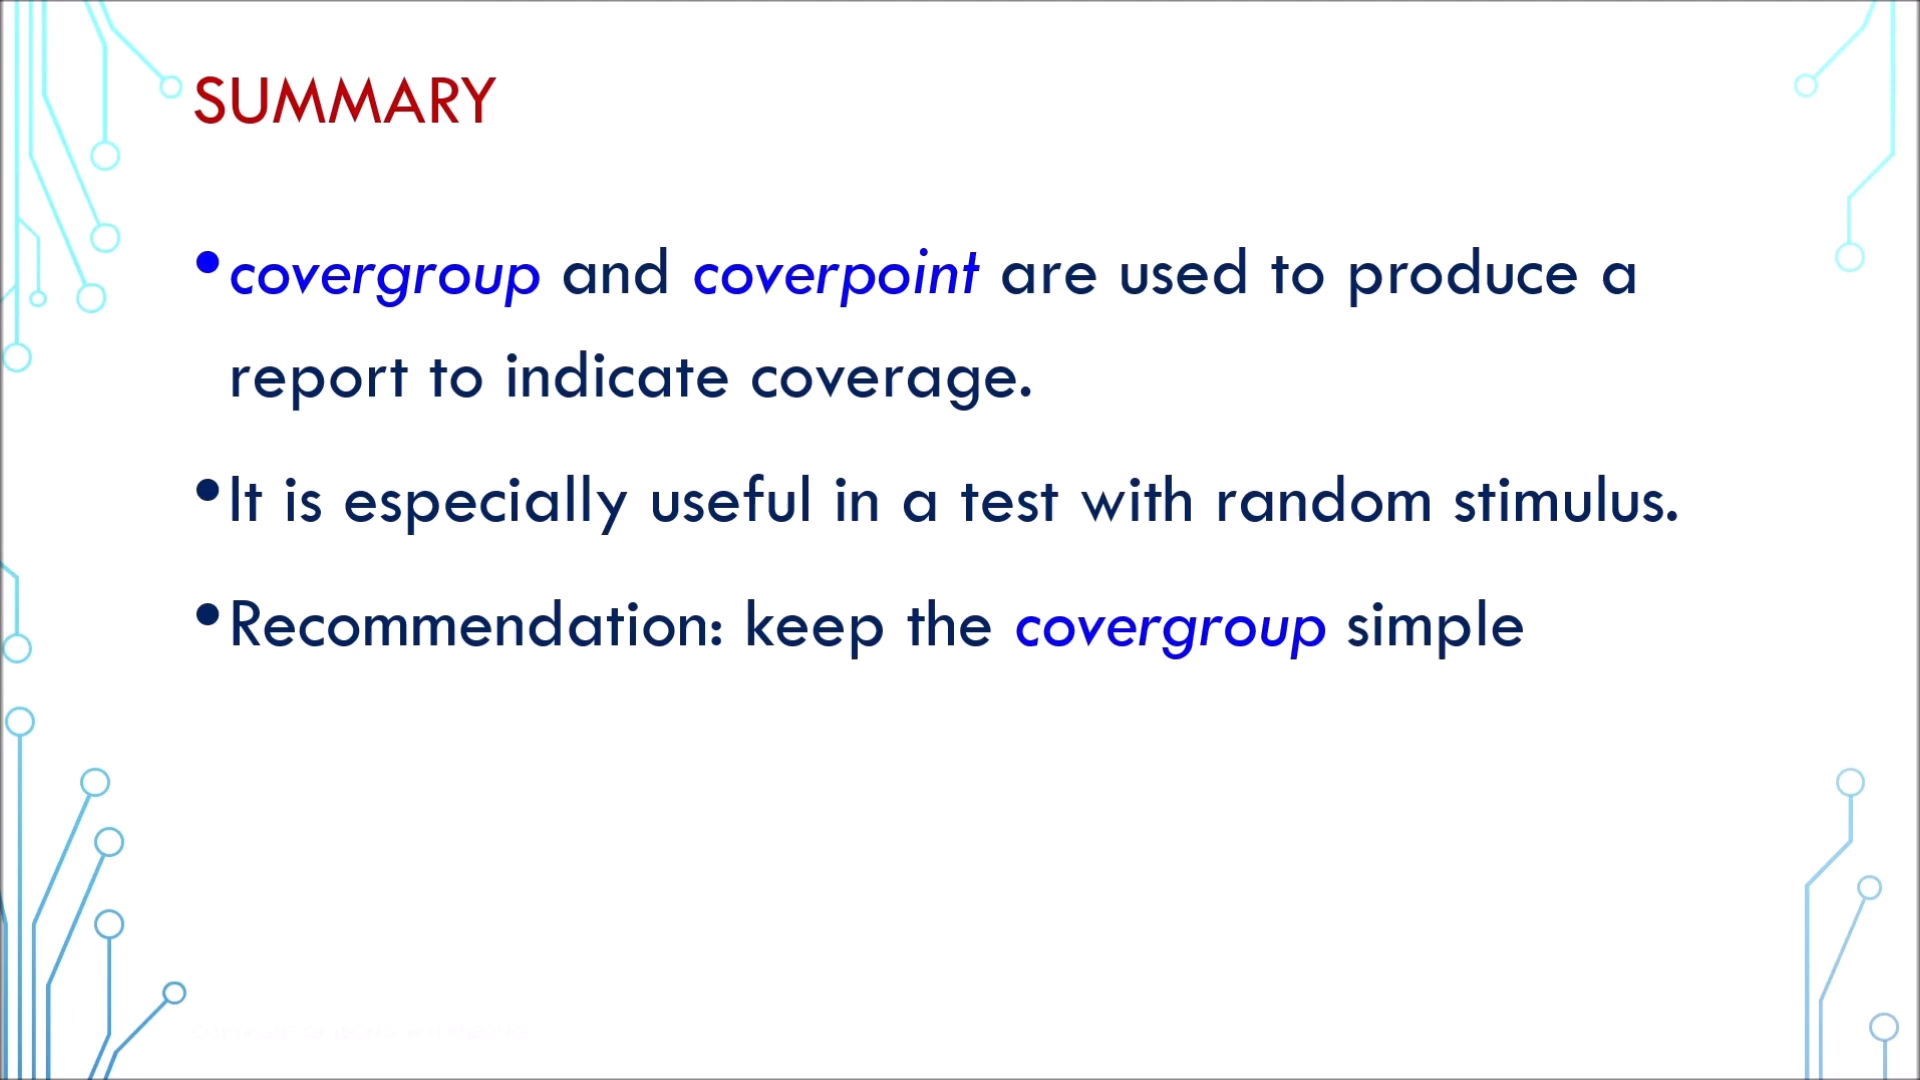 SUMMARY
•covergroup and coverpoint are used to produce a
report to indicate coverage.
•It is especially useful in a test with random stimulus.
•Recommendation: keep the covergroup simple